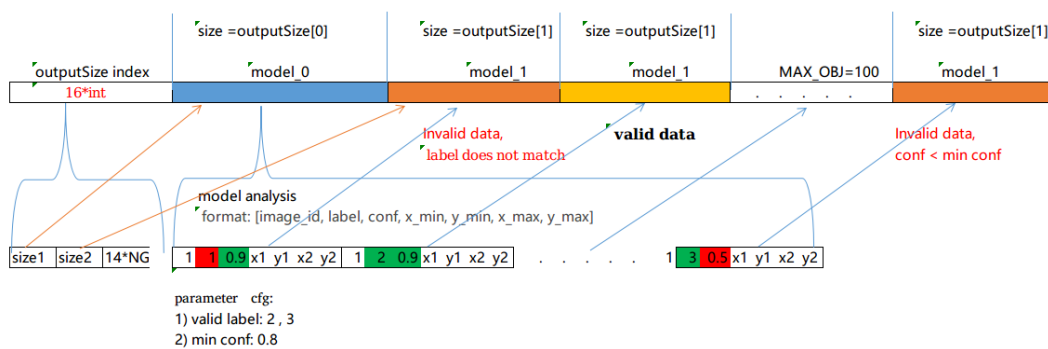 size =outputSize[0]
size =outputSize[1]
size =outputSize[1]
size =outputSize[1]
outputSize index
model_0
model_1
model_1
MAX_OBJ=100
model_1
16*int
. . . . .
Invalid data,
label does not match
valid data
Invalid data,
conf < min conf
model analysis
format: [image_id, label, conf, x_min, y_min, x_max, y_max]
size1 size2 14*NG
1 1 0.9 x1 y1 x2 y2 1 2 0.9 x1 y1 x2 y2 . . . . . 1 3 0.5 x1 y1 x2 y2
parameter cfg:
1) valid label: 2 , 3
2) min conf: 0.8